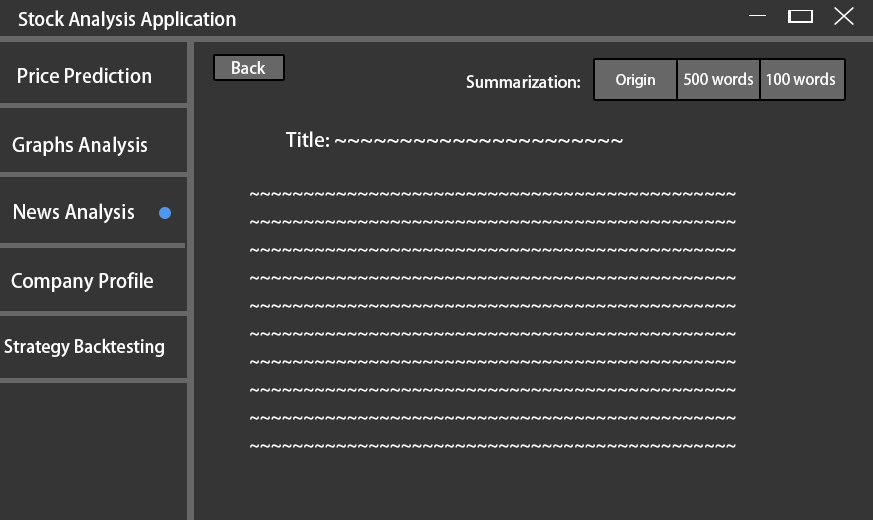 Stock Analysis Application
Price Prediction
Graphs Analysis
News Analysis
Company Profile
Strategy Backtesting
Back
Summarization: Origin 500 words 100 words
Title: ~~~~~~~~~~~~~~~~~~~~~~
~~~~~~~~~~~~~~~~~~~~~~~~~~~~~~~~~~~~~~~~~
~~~~~~~~~~~~~~~~~~~~~~~~~~~~~~~~~~~~~~~~~
~~~~~~~~~~~~~~~~~~~~~~~~~~~~~~~~~~~~~~~~~
~~~~~~~~~~~~~~~~~~~~~~~~~~~~~~~~~~~~~~~~~
~~~~~~~~~~~~~~~~~~~~~~~~~~~~~~~~~~~~~~~~~
~~~~~~~~~~~~~~~~~~~~~~~~~~~~~~~~~~~~~~~~~
~~~~~~~~~~~~~~~~~~~~~~~~~~~~~~~~~~~~~~~~~
~~~~~~~~~~~~~~~~~~~~~~~~~~~~~~~~~~~~~~~~~
~~~~~~~~~~~~~~~~~~~~~~~~~~~~~~~~~~~~~~~~~
~~~~~~~~~~~~~~~~~~~~~~~~~~~~~~~~~~~~~~~~~